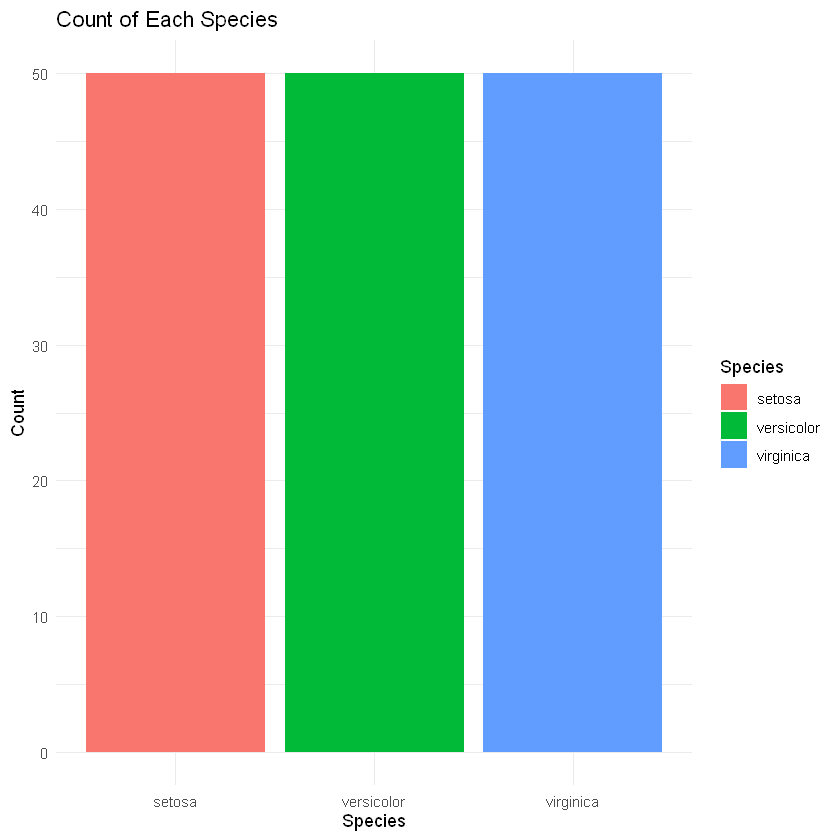 Count of Each Species
50
40
30
20
10
0
Count
setosa versicolor virginica
Species
Species
setosa
versicolor
virginica